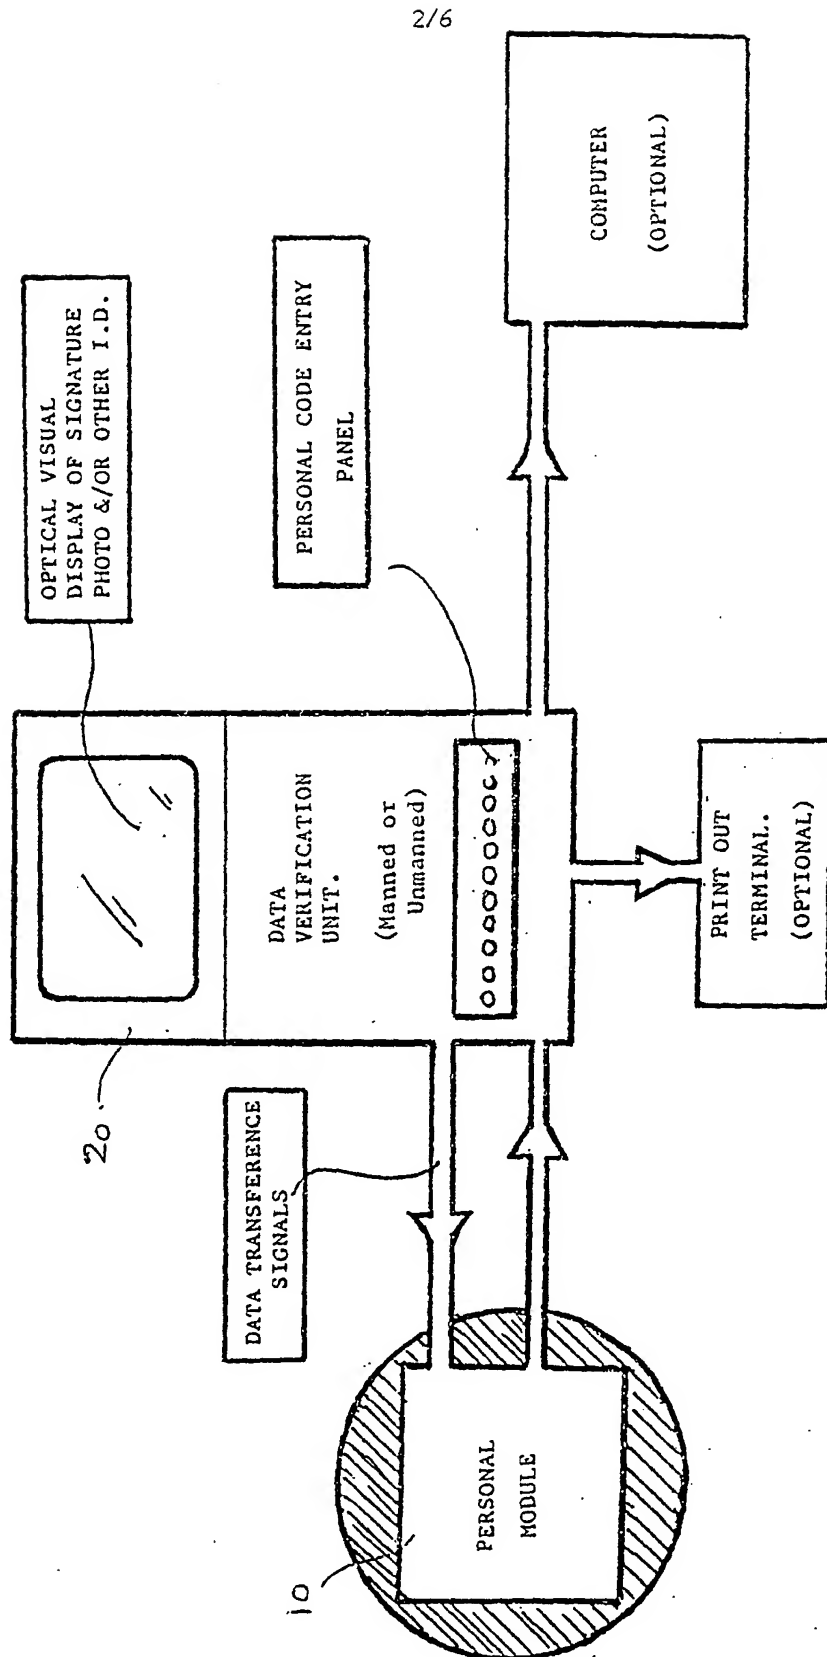 2/6
OPTICAL VISUAL
DISPLAY OF SIGNATURE
PHOTO &/OR OTHER I.D.
PERSONAL CODE ENTRY
PANEL
COMPUTER
(OPTIONAL)
20
DATA
VERIFICATION
UNIT.
(Manned or
Unmanned)
DATA TRANSFERENCE
SIGNALS
PRINT OUT
TERMINAL.
(OPTIONAL)
10
PERSONAL
MODULE